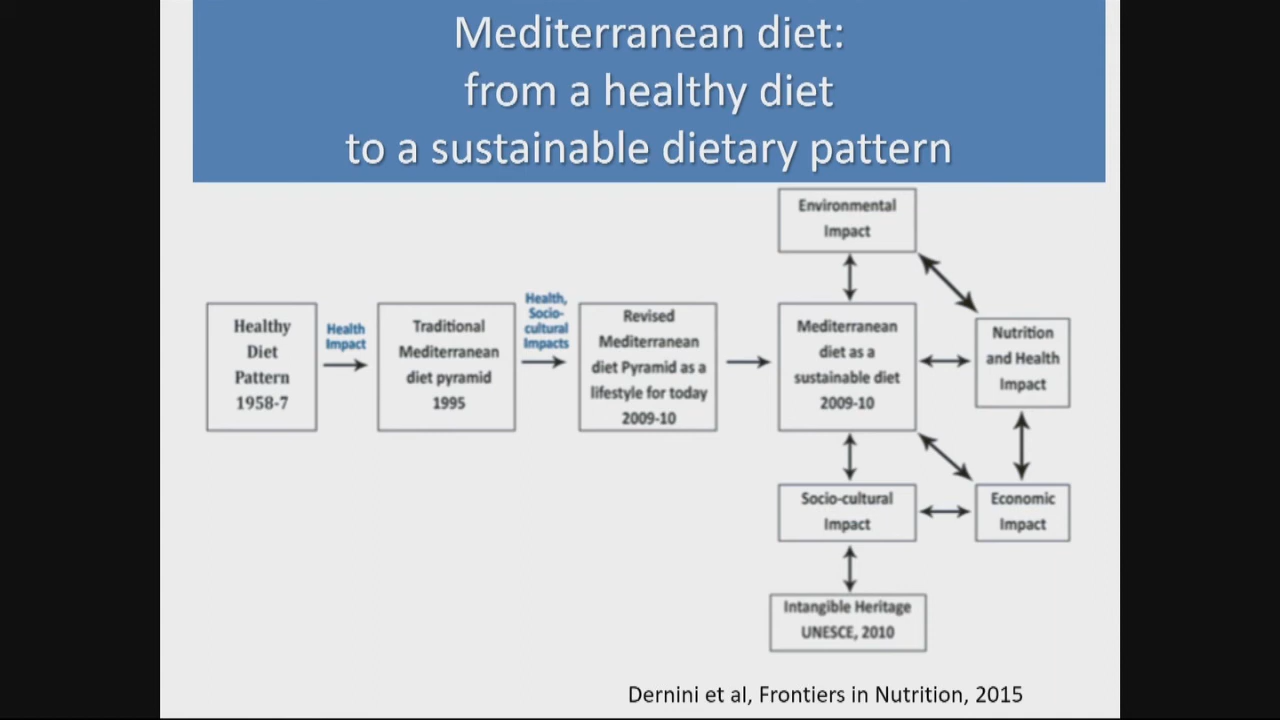 Mediterranean diet:
from a healthy diet
to a sustainable dietary pattern
Environmental
Impact
Healthy
Diet
Pattern
1958-7
Health
Impact
Traditional
Mediterranean
diet pyramid
1995
Health,
Socio-
cultural
Impacts
Revised
Mediterranean
diet Pyramid as a
lifestyle for today
2009-10
Mediterranean
diet as a
sustainable diet
2009-10
Nutrition
and Health
Impact
Socio-cultural
Impact
Economic
Impact
Intangible Heritage
UNESCE, 2010
Dernini et al, Frontiers in Nutrition, 2015